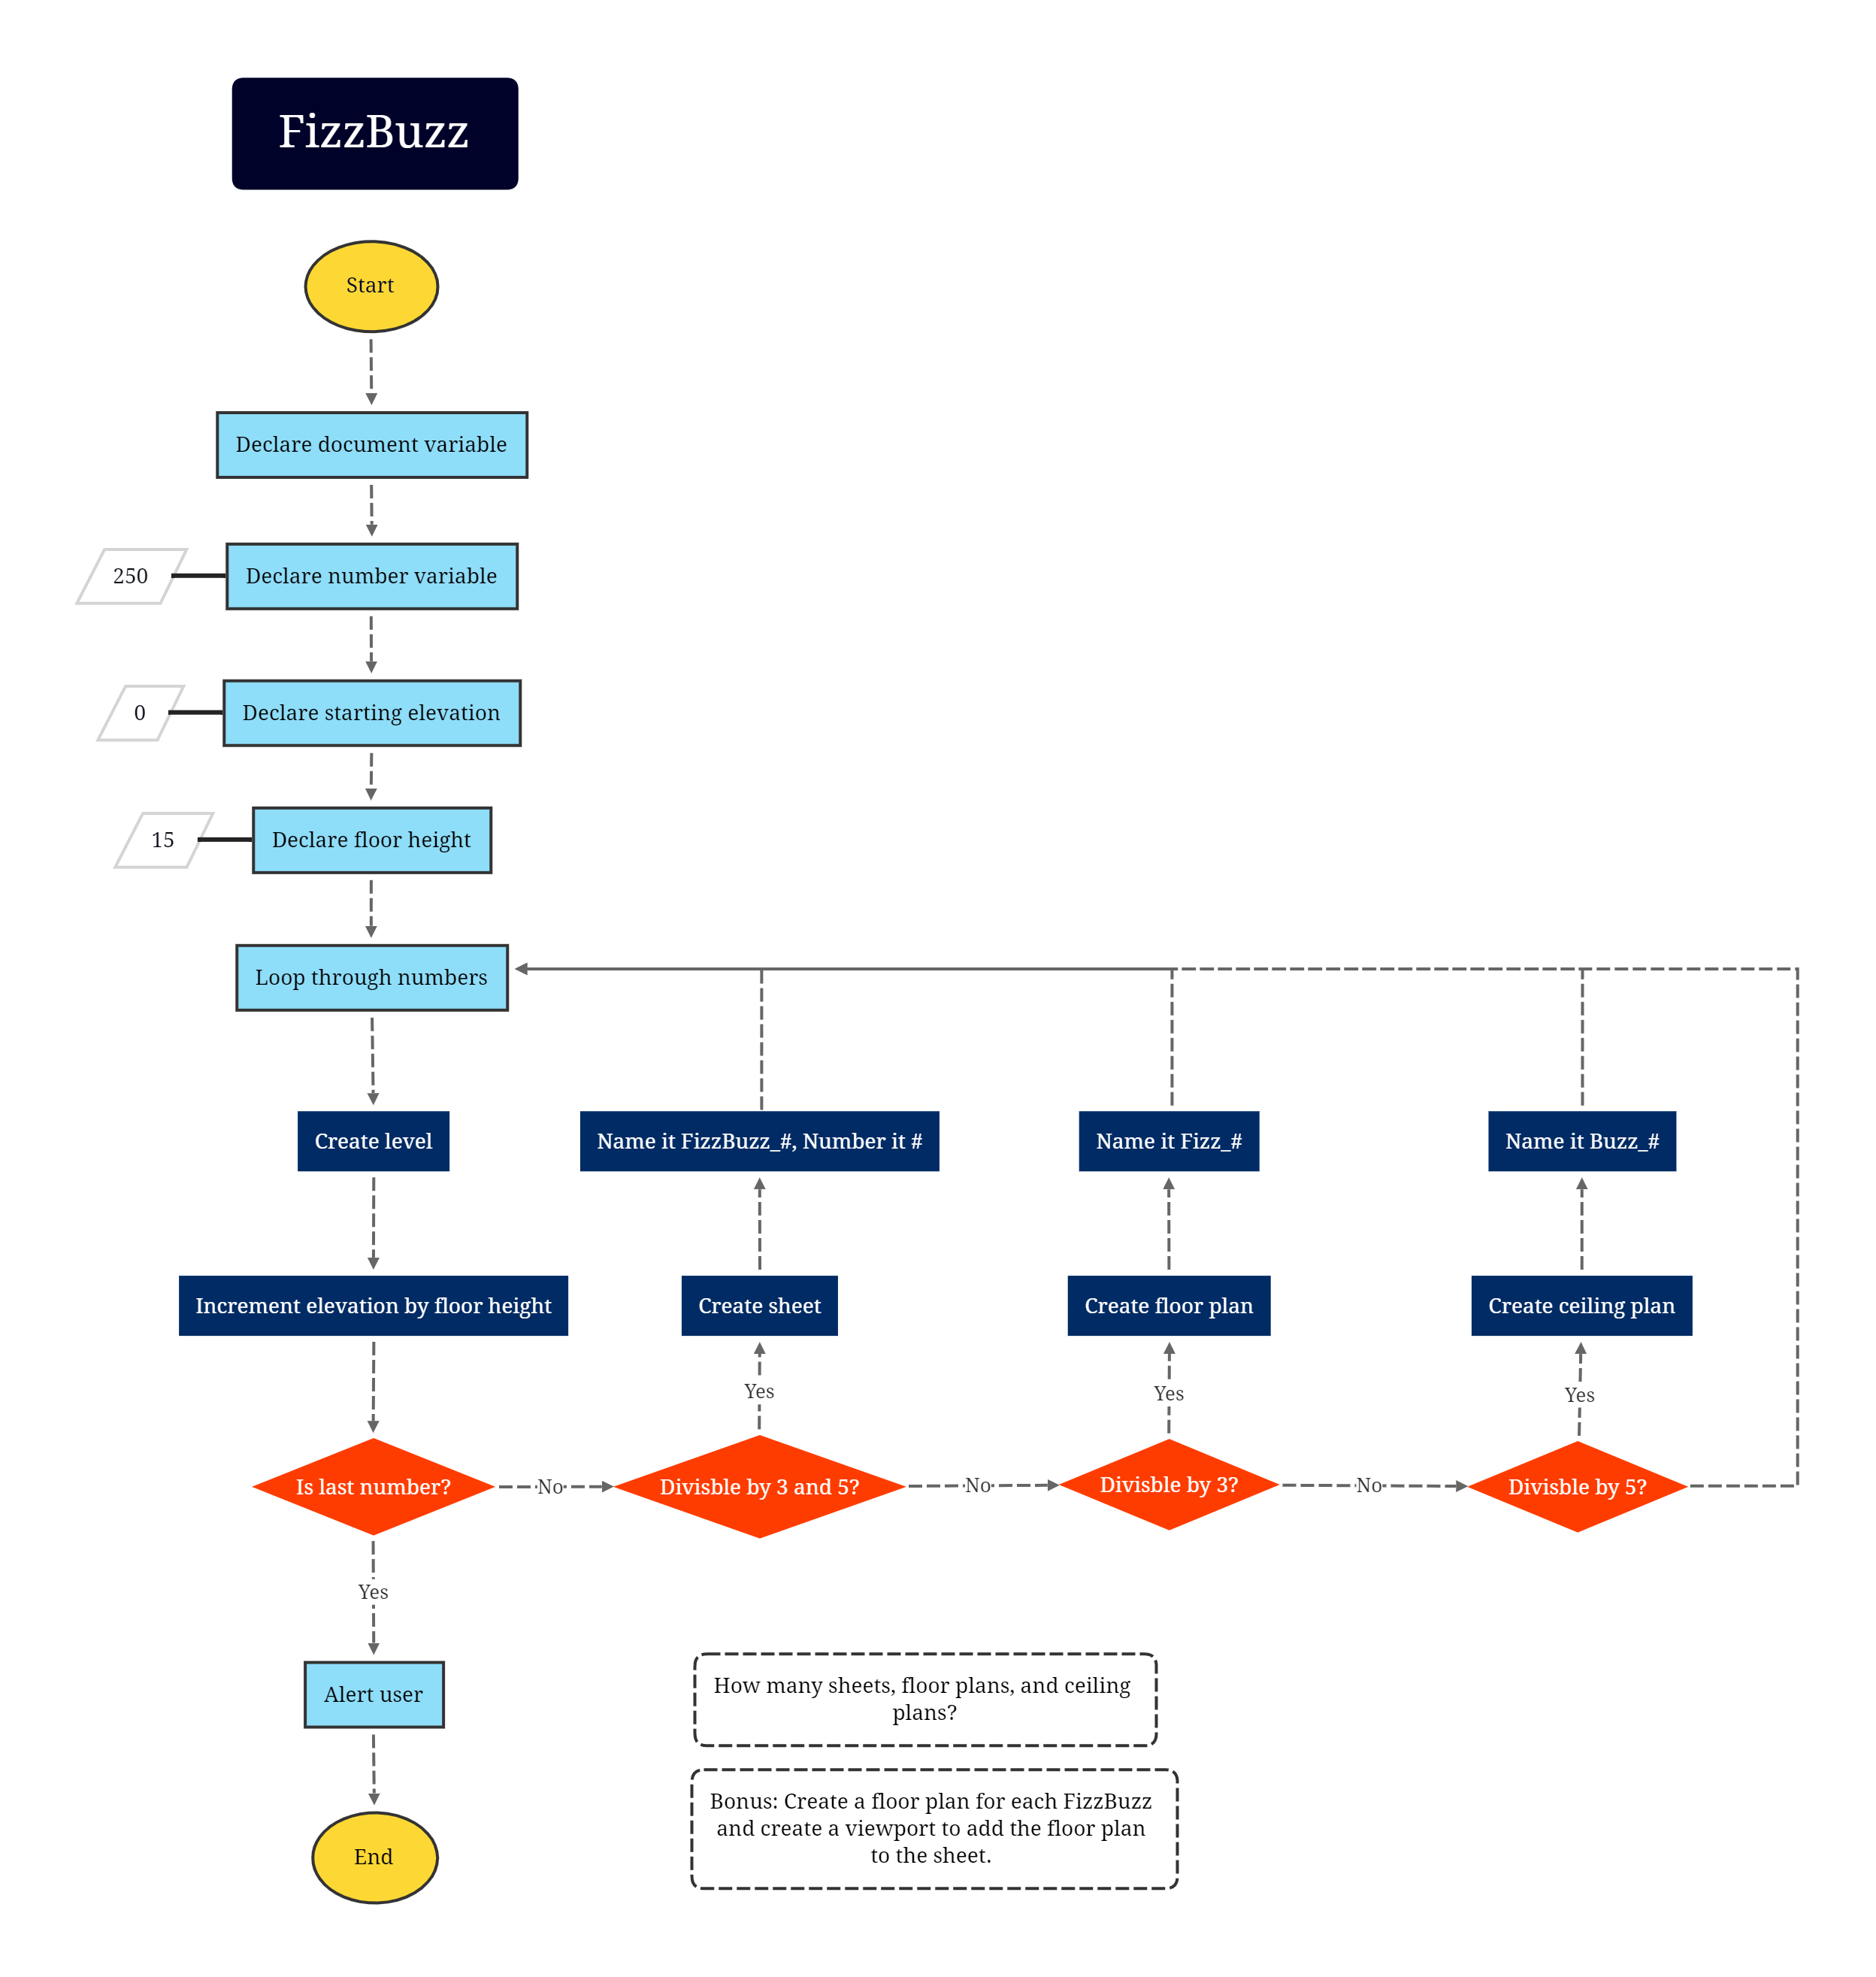 FizzBuzz
Start
Declare document variable
250
Declare number variable
0
Declare starting elevation
15
Declare floor height
Loop through numbers
Create level
Name it FizzBuzz_#, Number it #
Name it Fizz_#
Name it Buzz_#
Increment elevation by floor height
Create sheet
Create floor plan
Create ceiling plan
Yes
Yes
Yes
Is last number?
No
Divisble by 3 and 5?
No
Divisble by 3?
No
Divisble by 5?
Yes
Alert user
How many sheets, floor plans, and ceiling
plans?
Bonus: Create a floor plan for each FizzBuzz
and create a viewport to add the floor plan
to the sheet.
End